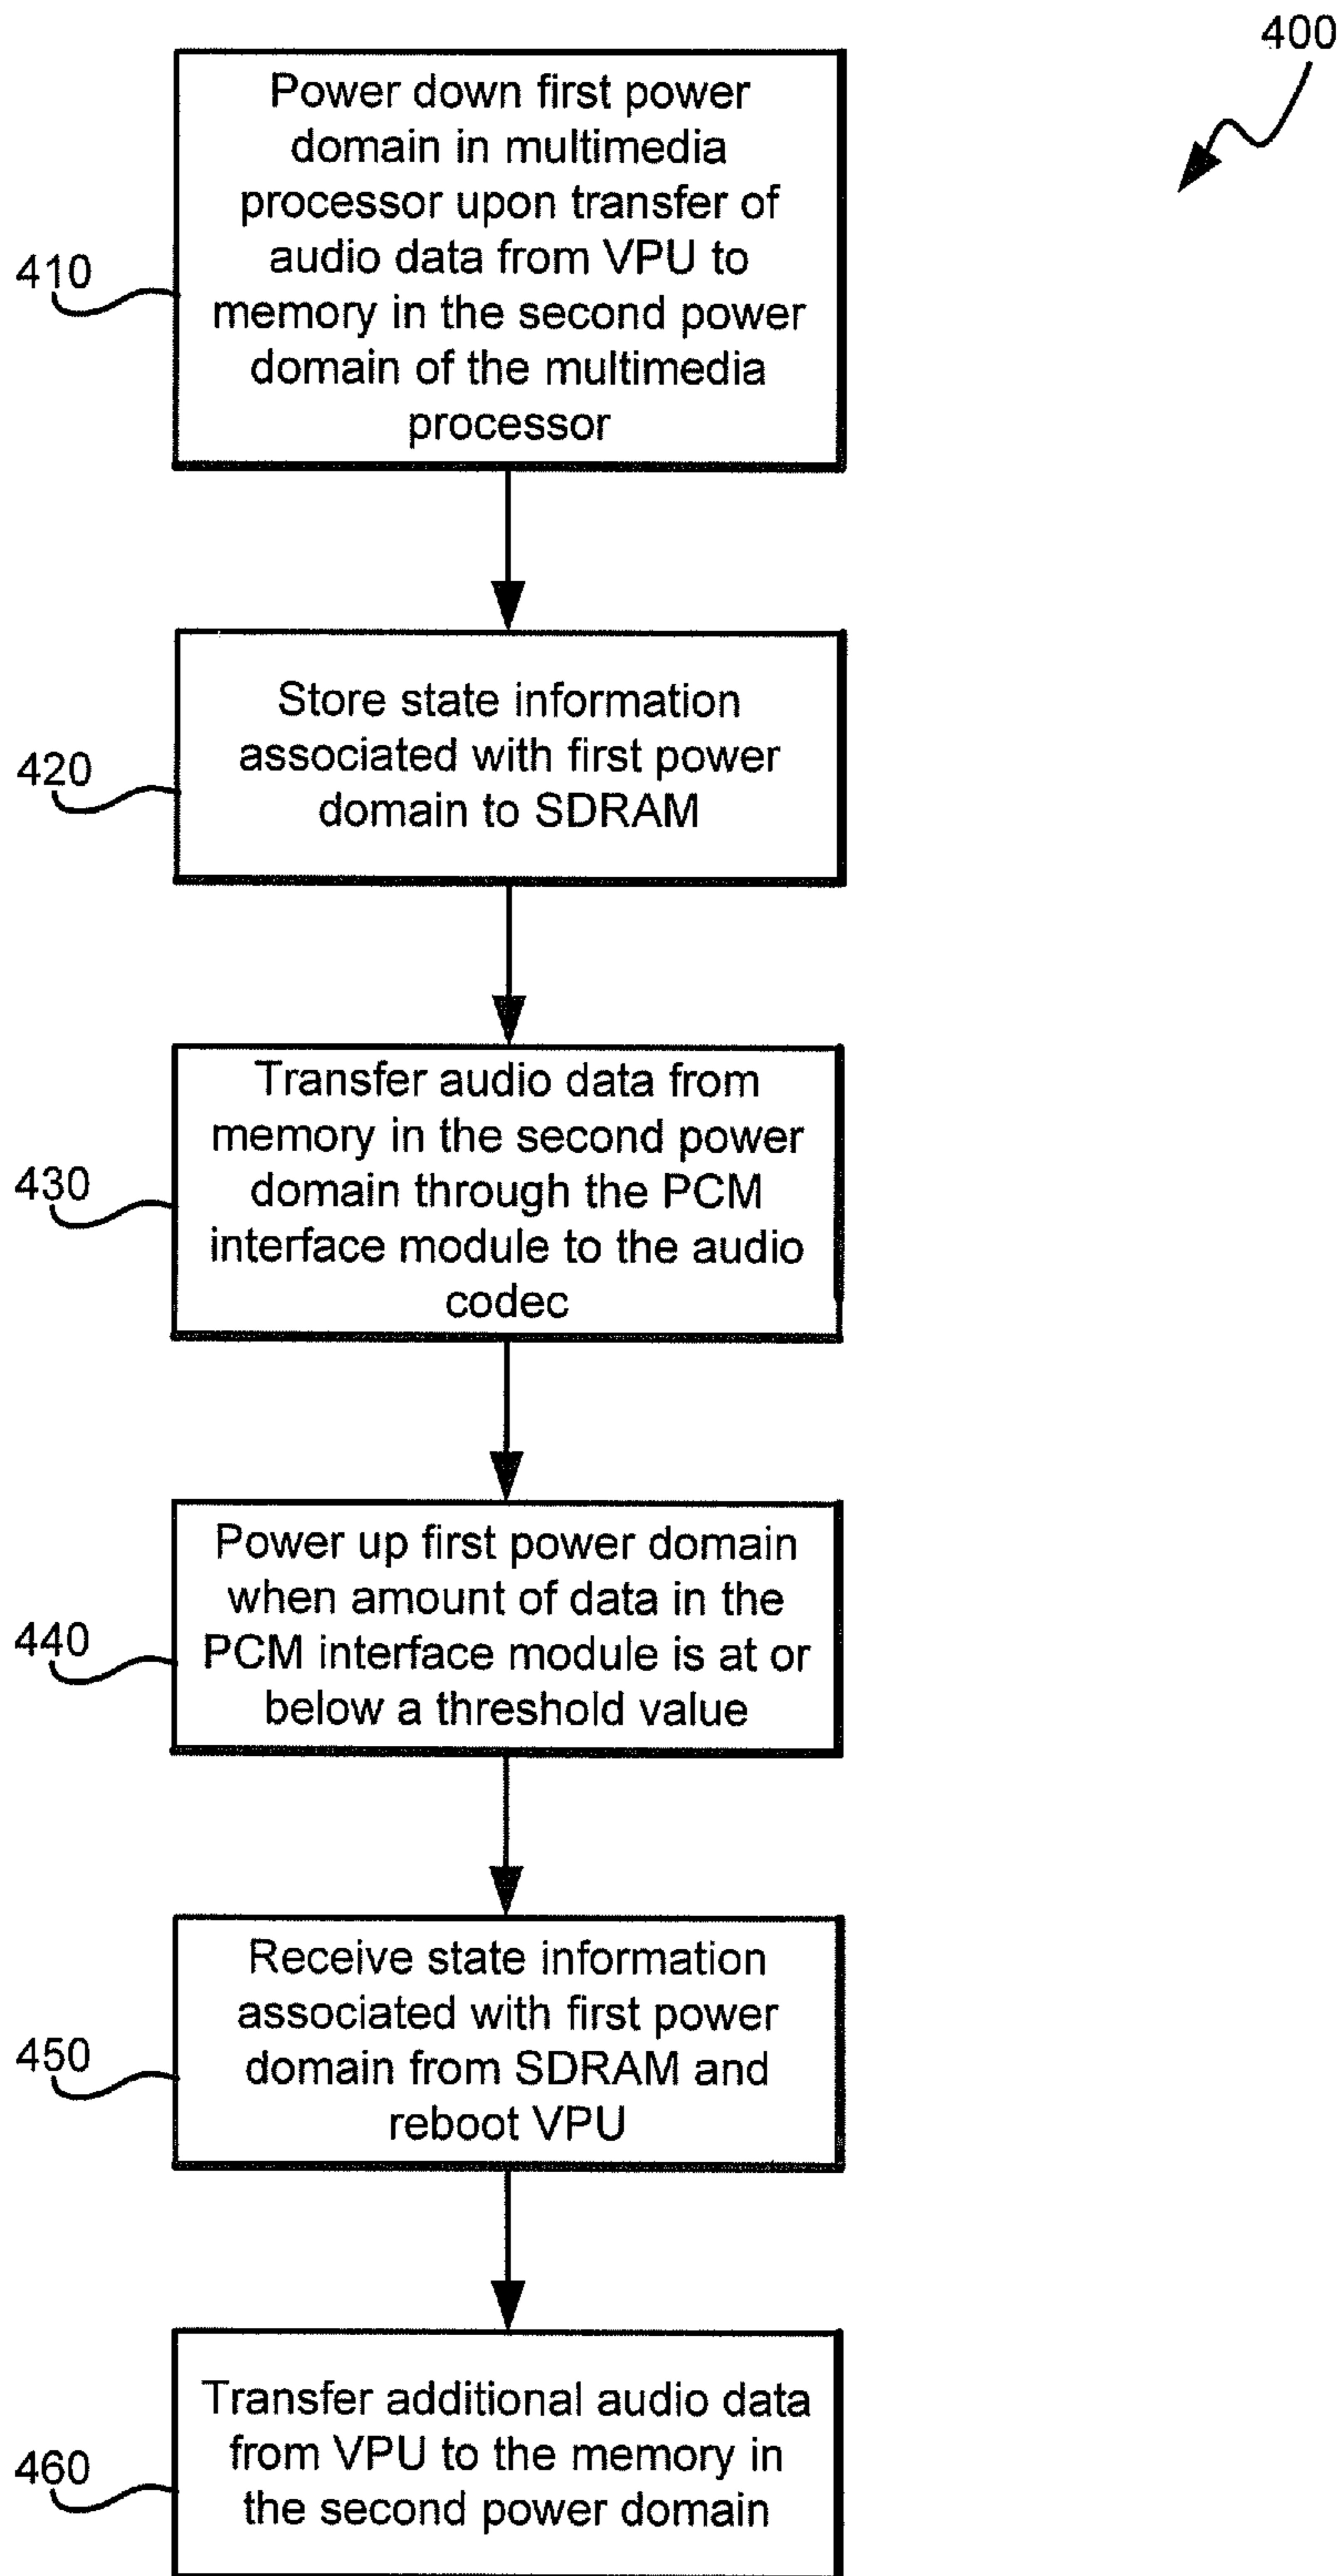 400
410
Power down first power
domain in multimedia
processor upon transfer of
audio data from VPU to
memory in the second power
domain of the multimedia
processor
420
Store state information
associated with first power
domain to SDRAM
430
Transfer audio data from
memory in the second power
domain through the PCM
interface module to the audio
codec
440
Power up first power domain
when amount of data in the
PCM interface module is at or
below a threshold value
450
Receive state information
associated with first power
domain from SDRAM and
reboot VPU
460
Transfer additional audio data
from VPU to the memory in
the second power domain